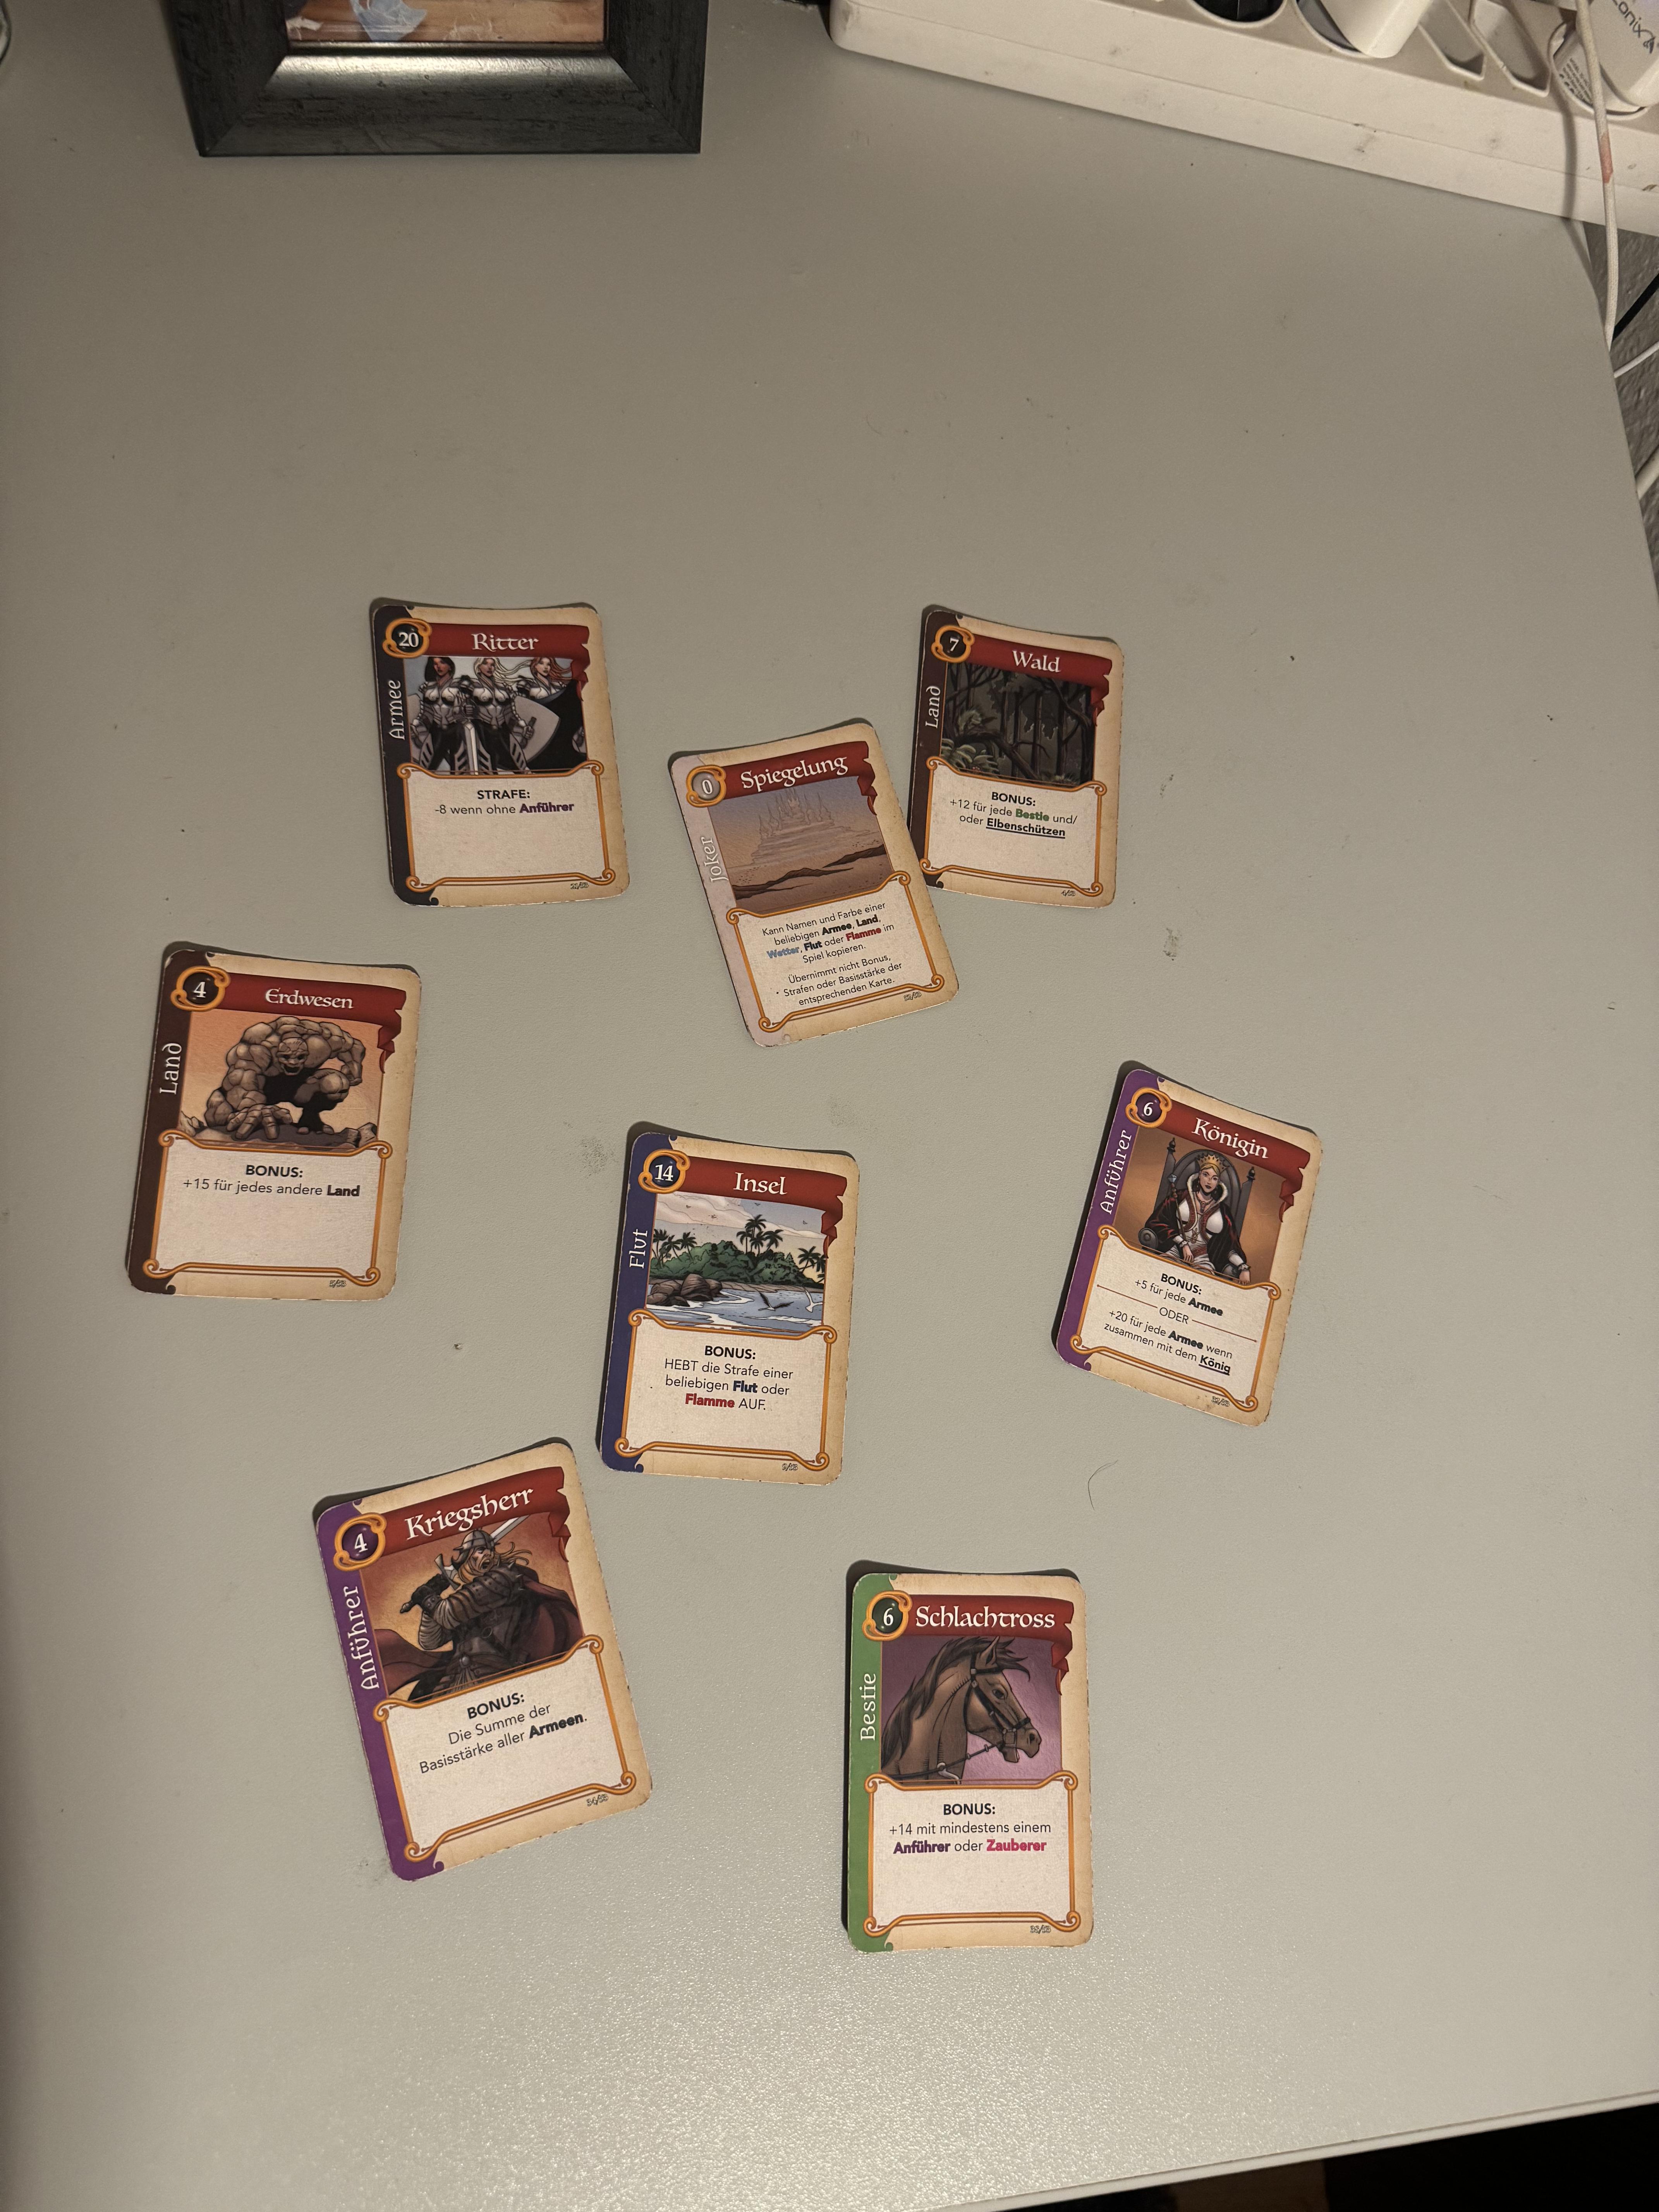 20
Ritter
Armee
STRAFE:
-8 wenn ohne Anführer
7
Wald
Land
BONUS:
+12 für jede Bestie und/
oder Elbenschützen
0
Spiegelung
Joker
Kann Namen und Farbe einer
beliebigen Armee, Land,
Wetter, Flut oder Flamme im
Spiel kopieren.
Übernimmt nicht Bonus,
Strafen oder Basisstärke der
entsprechenden Karte.
4
Erdwesen
Land
BONUS:
+15 für jedes andere Land
14
Insel
Flut
BONUS:
HEBT die Strafe einer
beliebigen Flut oder
Flamme AUF.
6
Königin
Anführer
BONUS:
+5 für jede Armee
ODER
+20 für jede Armee wenn
zusammen mit dem König
4
Kriegsherr
Anführer
BONUS:
Die Summe der
Basisstärke aller Armeen.
6
Schlachtross
Bestie
BONUS:
+14 mit mindestens einem
Anführer oder Zauberer